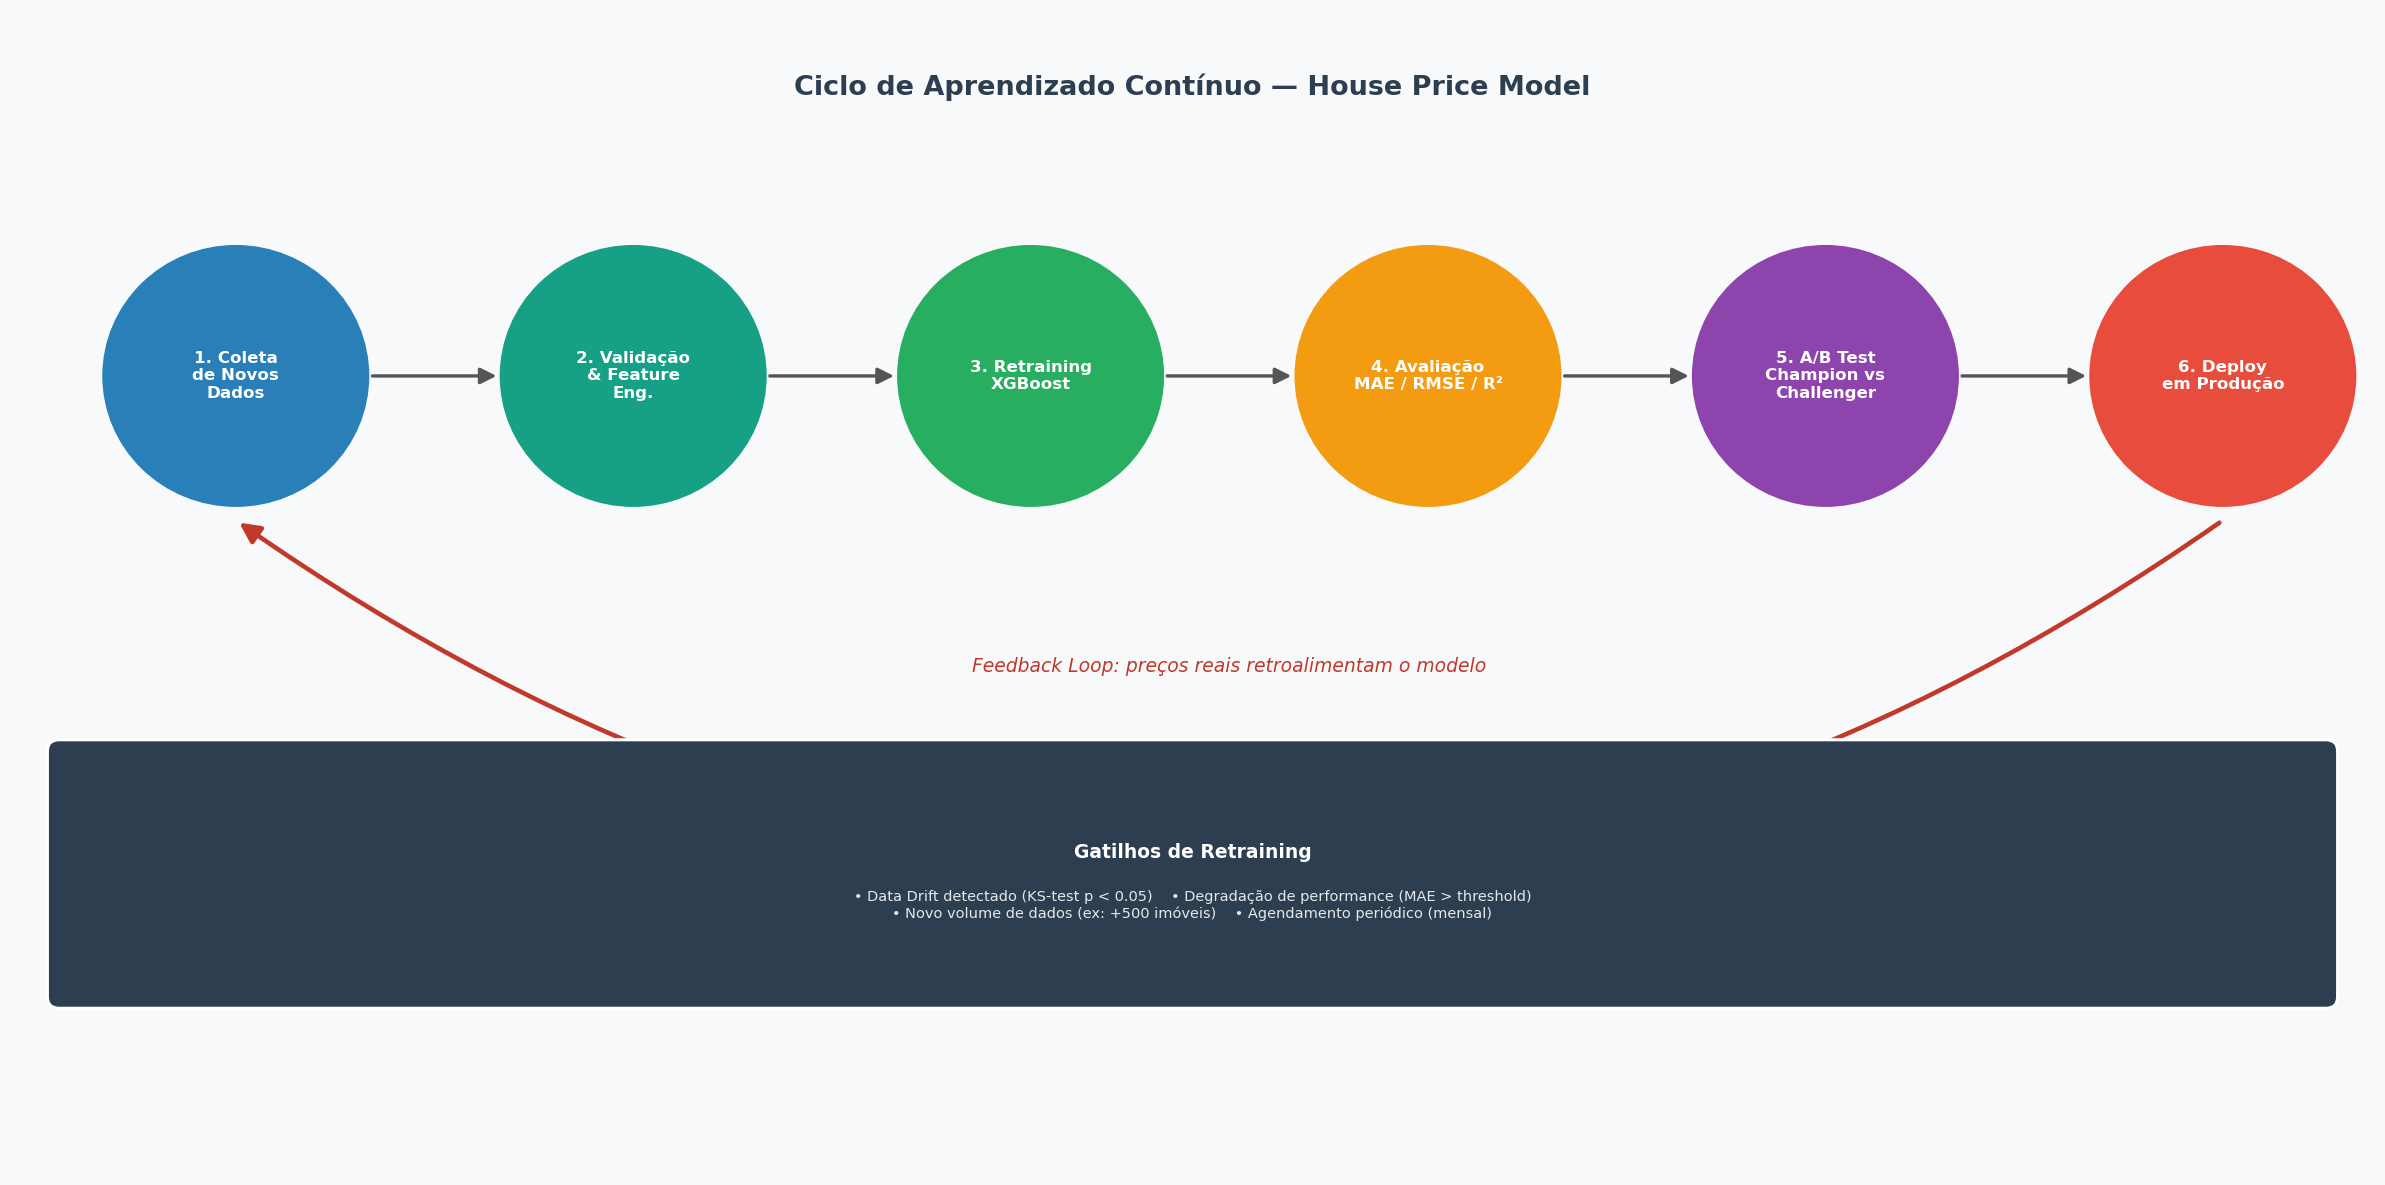 Ciclo de Aprendizado Contínuo — House Price Model
1. Coleta
de Novos
Dados
2. Validação
& Feature
Eng.
3. Retraining
XGBoost
4. Avaliação
MAE / RMSE / R²
5. A/B Test
Champion vs
Challenger
6. Deploy
em Produção
Feedback Loop: preços reais retroalimentam o modelo
Gatilhos de Retraining
• Data Drift detectado (KS-test p < 0.05)    • Degradação de performance (MAE > threshold)
• Novo volume de dados (ex: +500 imóveis)    • Agendamento periódico (mensal)